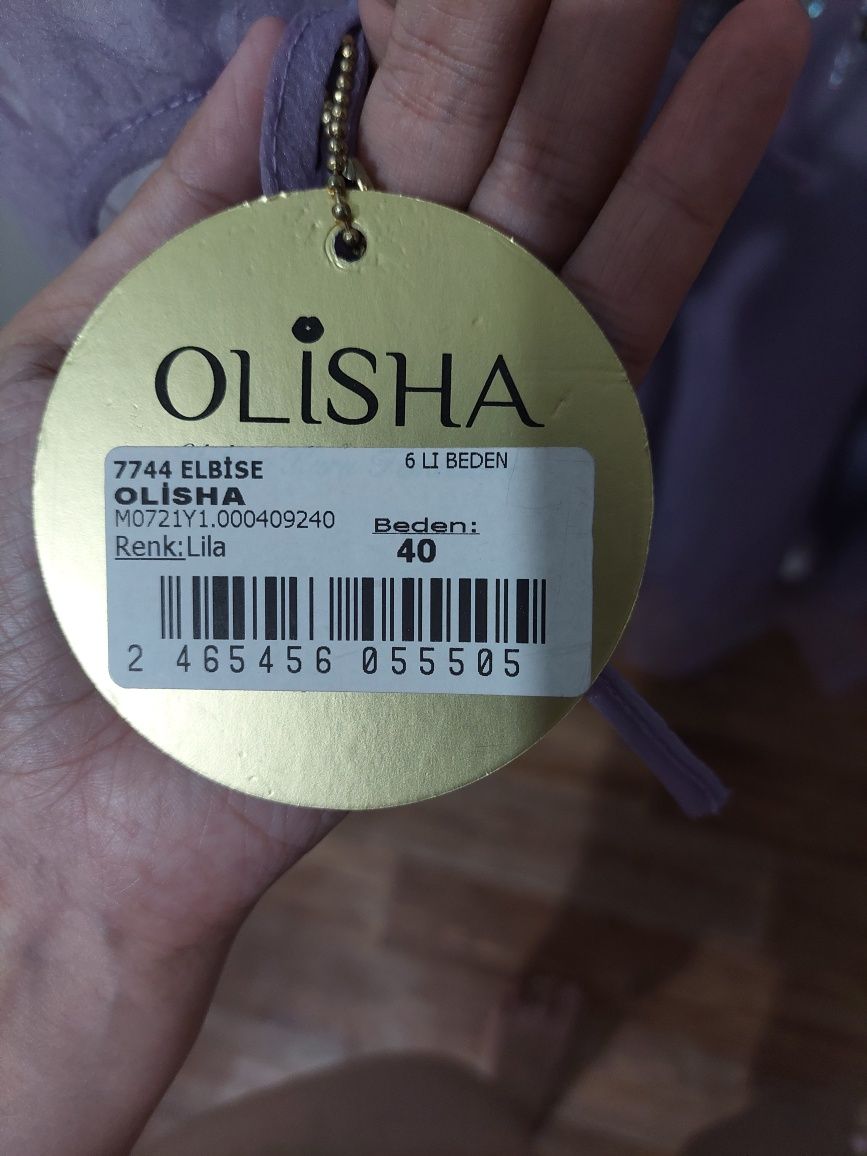 OLİSHA
7744 ELBİSE
6 LI BEDEN
OLİSHA
M0721Y1.000409240
Beden:
Renk:Lila
40
2 465456 055505